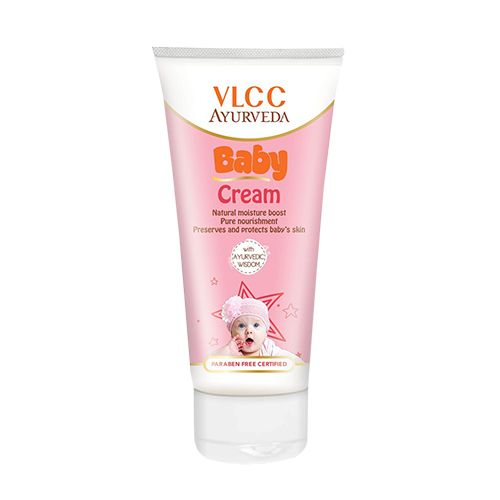 VLCC
AYURVEDA
Baby
Cream
Natural moisture boost
Pure nourishment
Preserves and protects baby's skin
with
AYURVEDIC
WISDOM
PARABEN FREE CERTIFIED